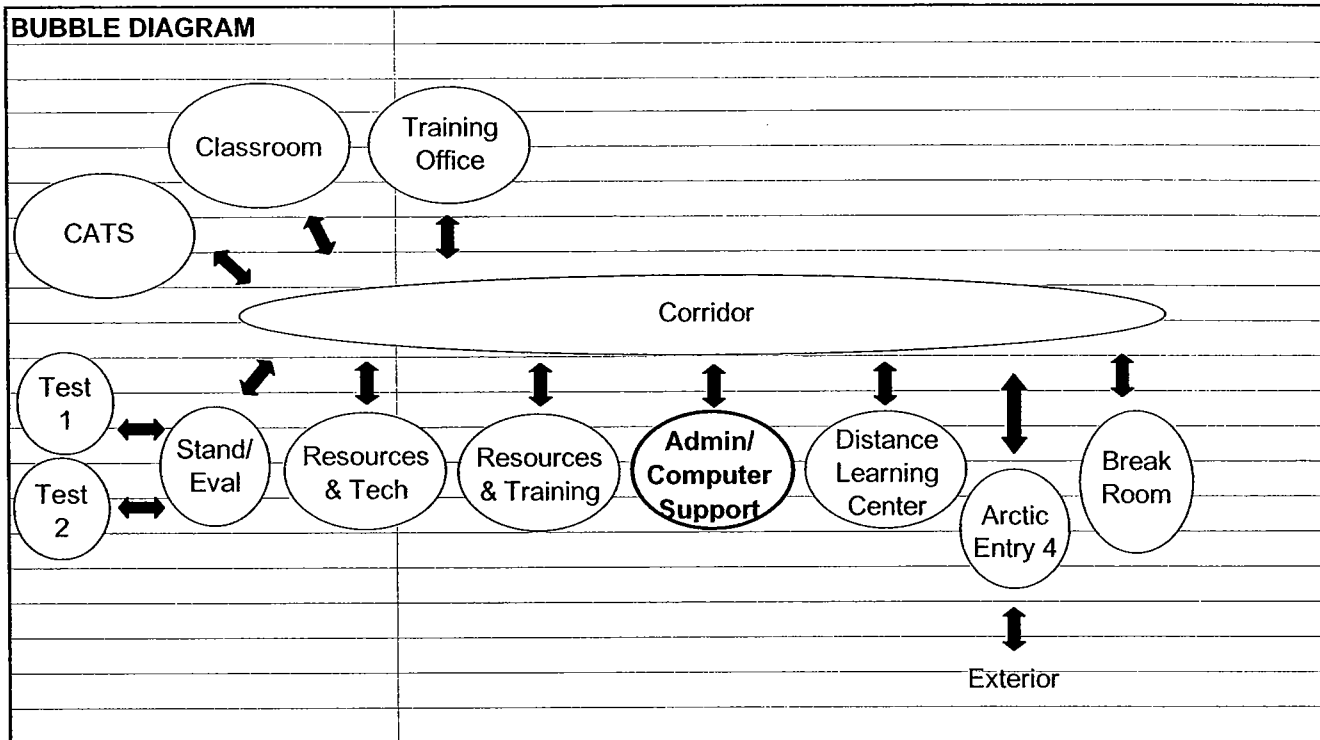 BUBBLE DIAGRAM
Classroom
Training
Office
CATS
Corridor
Test
1
Test
2
Stand/
Eval
Resources
& Tech
Resources
& Training
Admin/
Computer
Support
Distance
Learning
Center
Arctic
Entry 4
Break
Room
Exterior